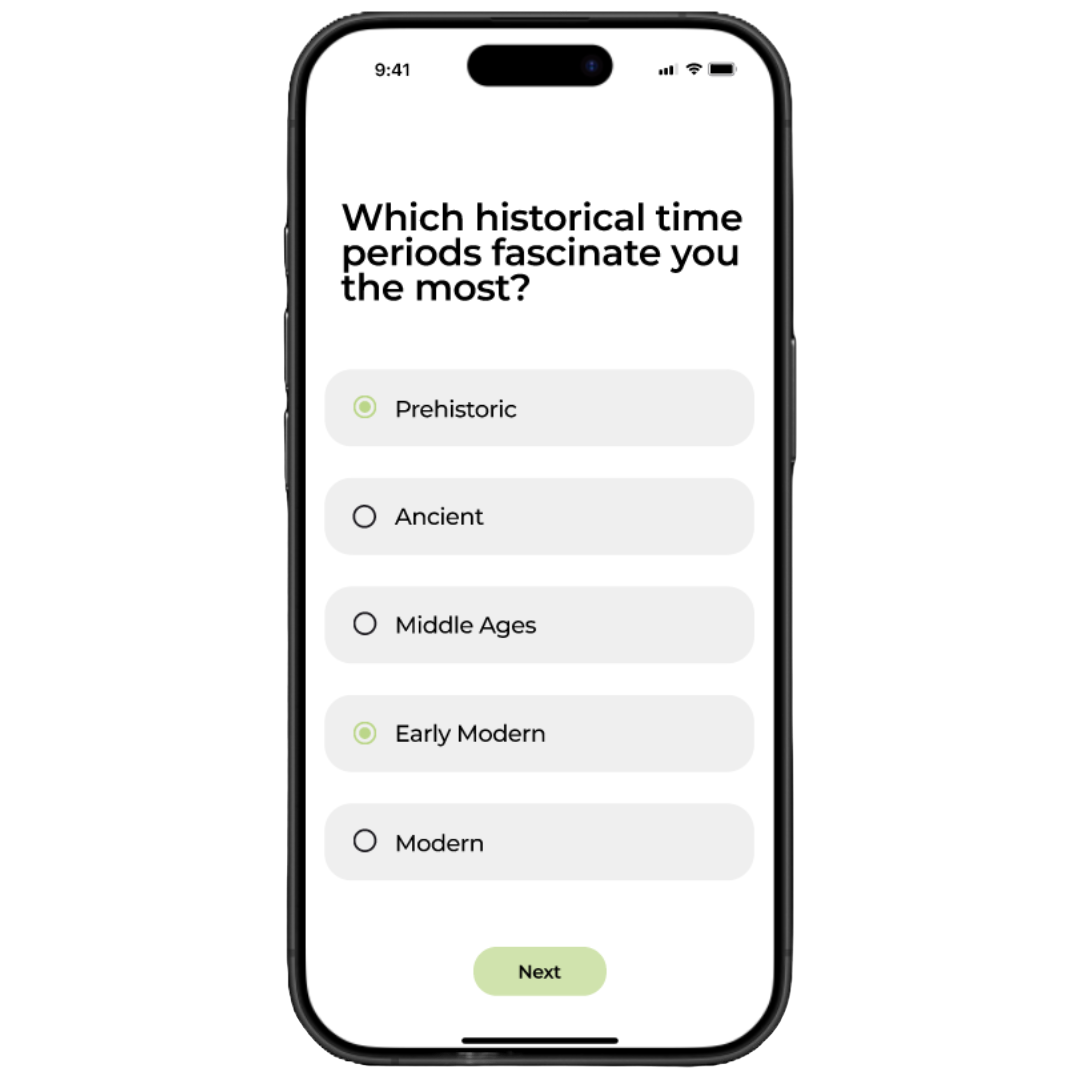 9:41
Which historical time
periods fascinate you
the most?
Prehistoric
Ancient
Middle Ages
Early Modern
Modern
Next